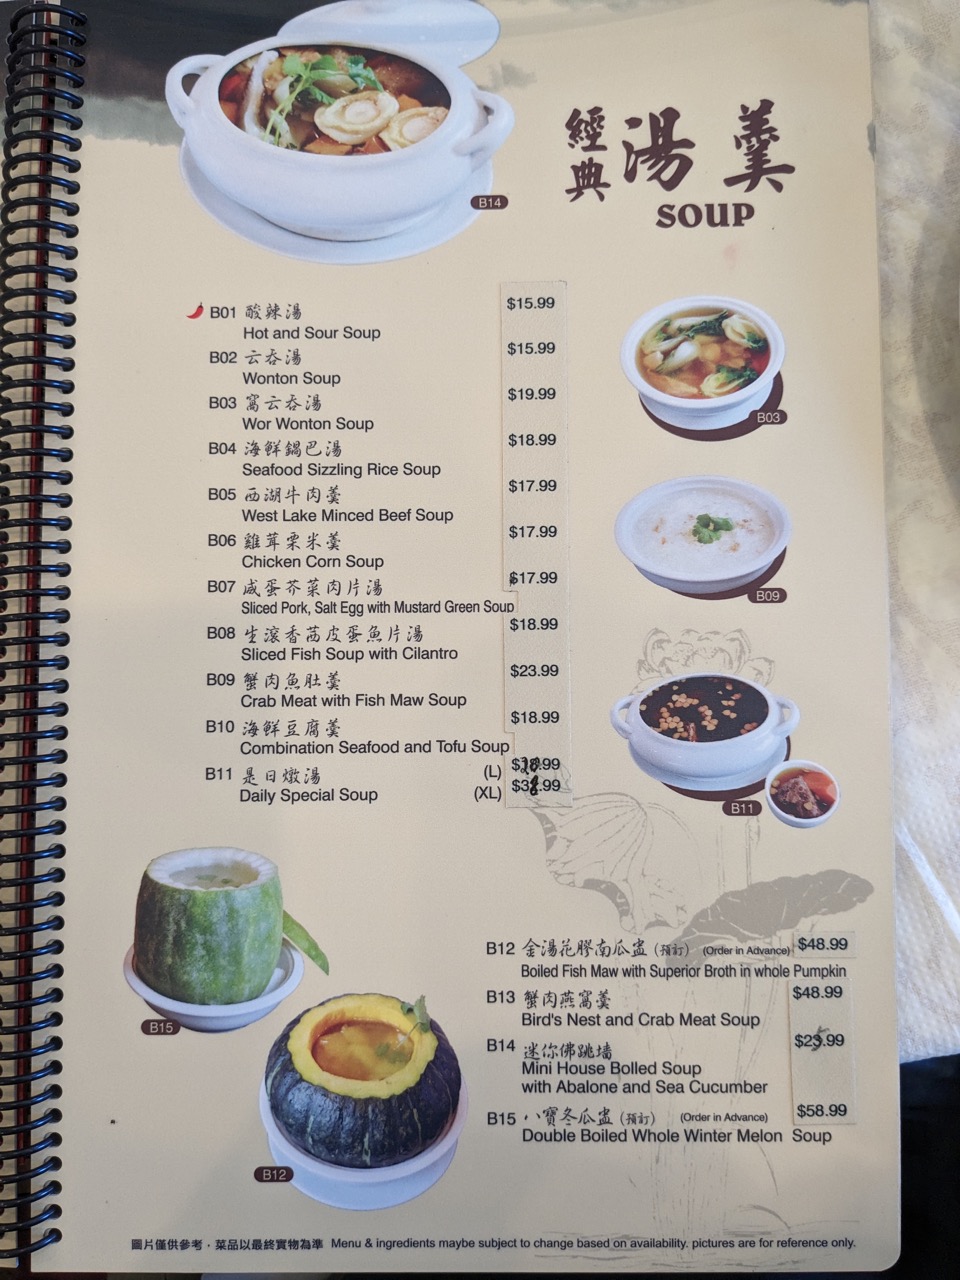 經典 湯羹
SOUP
B14
B01 酸辣湯 $15.99
Hot and Sour Soup
B02 云吞湯 $15.99
Wonton Soup
B03 窩云吞湯 $19.99
Wor Wonton Soup
B04 海鮮鍋巴湯 $18.99
Seafood Sizzling Rice Soup
B05 西湖牛肉羹 $17.99
West Lake Minced Beef Soup
B06 雞茸粟米羹 $17.99
Chicken Corn Soup
B07 咸蛋芥菜肉片湯 $17.99
Sliced Pork, Salt Egg with Mustard Green Soup
B08 生滾香茜皮蛋魚片湯 $18.99
Sliced Fish Soup with Cilantro
B09 蟹肉魚肚羹 $23.99
Crab Meat with Fish Maw Soup
B10 海鮮豆腐羹 $18.99
Combination Seafood and Tofu Soup
B11 是日燉湯 (L)
Daily Special Soup (XL)
B03
B09
B11
B15
B12
B12 金湯花膠南瓜盅 (預訂) (Order in Advance) $48.99
Boiled Fish Maw with Superior Broth in whole Pumpkin
B13 蟹肉燕窩羹 $48.99
Bird's Nest and Crab Meat Soup
B14 迷你佛跳墻
Mini House Bolled Soup
with Abalone and Sea Cucumber
B15 八寶冬瓜盅 (預訂) (Order in Advance) $58.99
Double Boiled Whole Winter Melon Soup
圖片僅供參考，菜品以最終實物為準 Menu & ingredients maybe subject to change based on availability. pictures are for reference only.